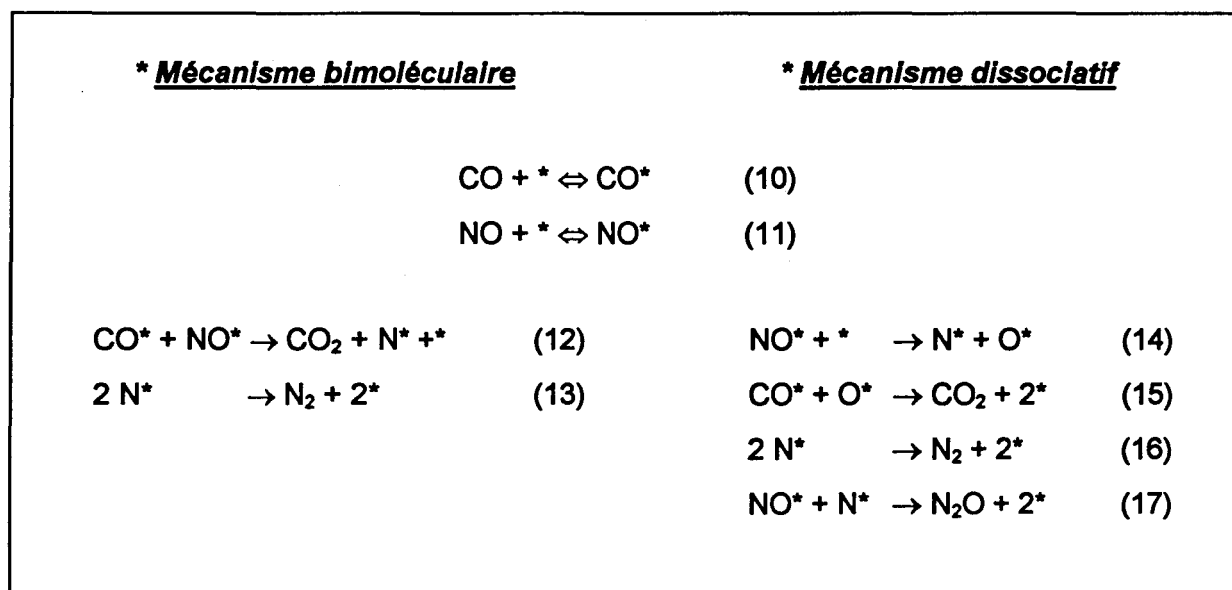 * Mécanisme bimoléculaire
* Mécanisme dissociatif
CO + * ⇔ CO* (10)
NO + * ⇔ NO* (11)
CO* + NO* → CO₂ + N* +* (12)
2 N* → N₂ + 2* (13)
NO* + * → N* + O* (14)
CO* + O* → CO₂ + 2* (15)
2 N* → N₂ + 2* (16)
NO* + N* → N₂O + 2* (17)